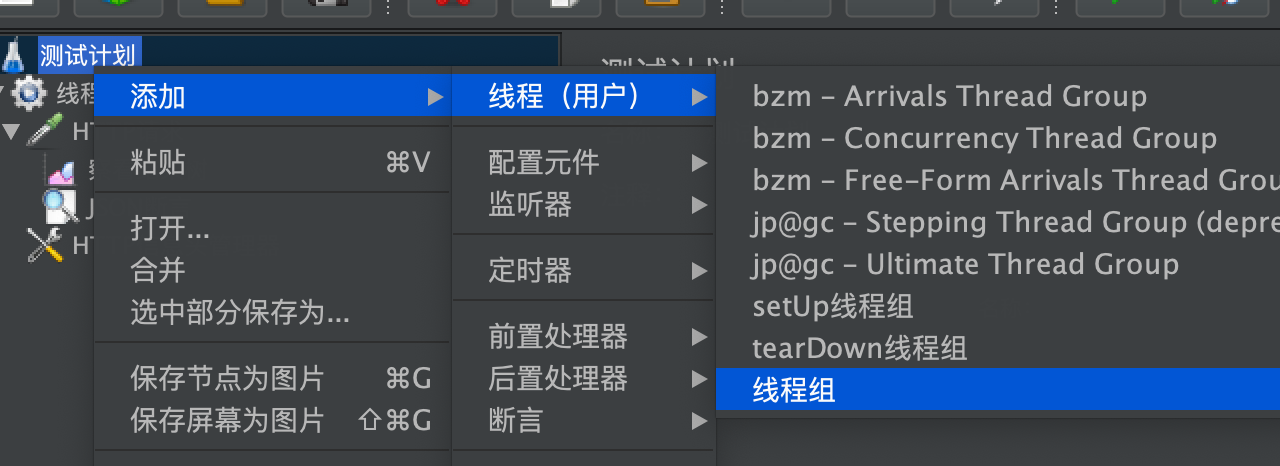 测试计划
测试计划
线程
HT
HT
添加
粘贴 ⌘V
打开...
合并
选中部分保存为...
保存节点为图片 ⌘G
保存屏幕为图片 ⇧⌘G
线程（用户）
配置元件
监听器
定时器
前置处理器
后置处理器
断言
bzm - Arrivals Thread Group
bzm - Concurrency Thread Group
bzm - Free-Form Arrivals Thread Grou
jp@gc - Stepping Thread Group (depre
jp@gc - Ultimate Thread Group
setUp线程组
tearDown线程组
线程组